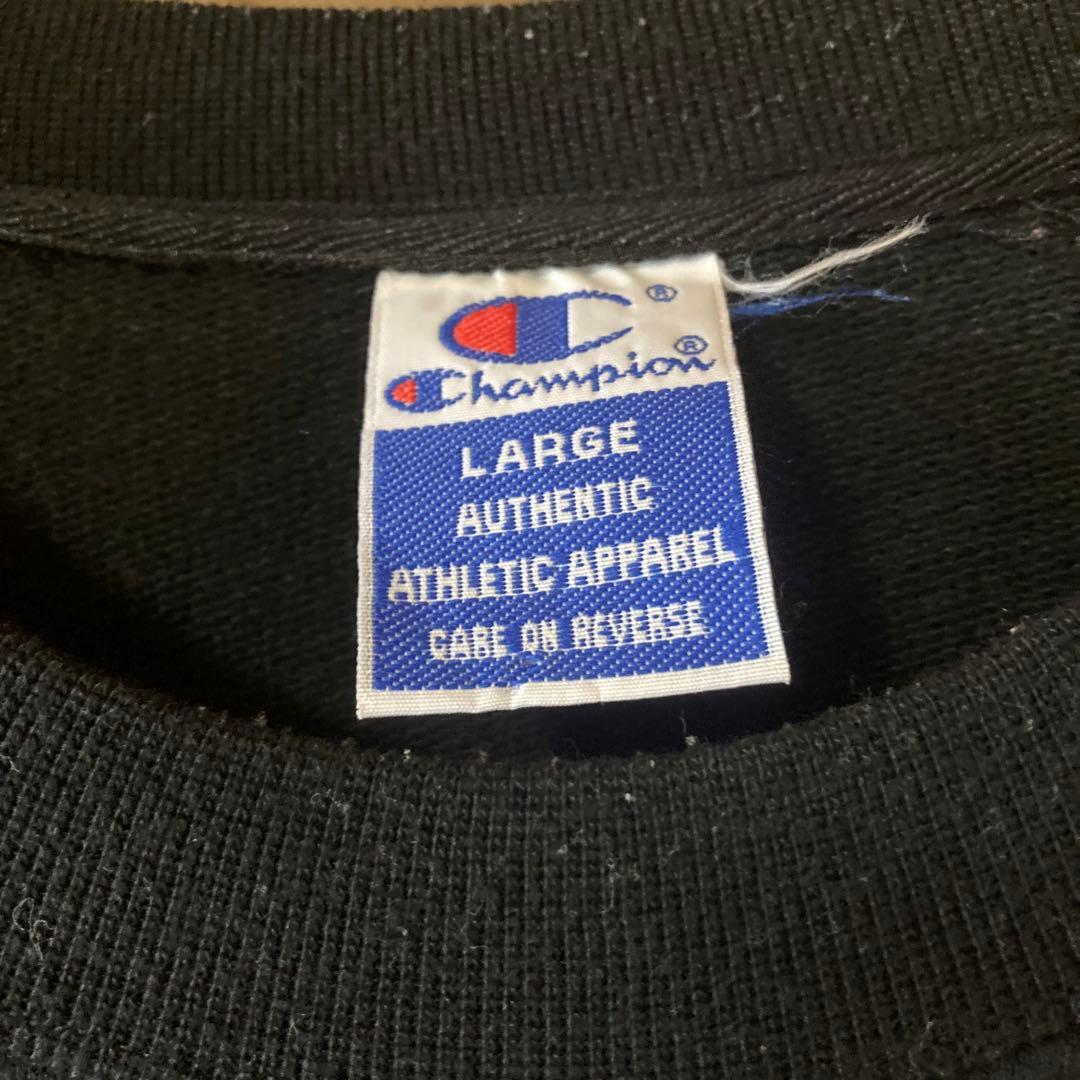 ®
Champion®
LARGE
AUTHENTIC
ATHLETIC APPAREL
CARE ON REVERSE